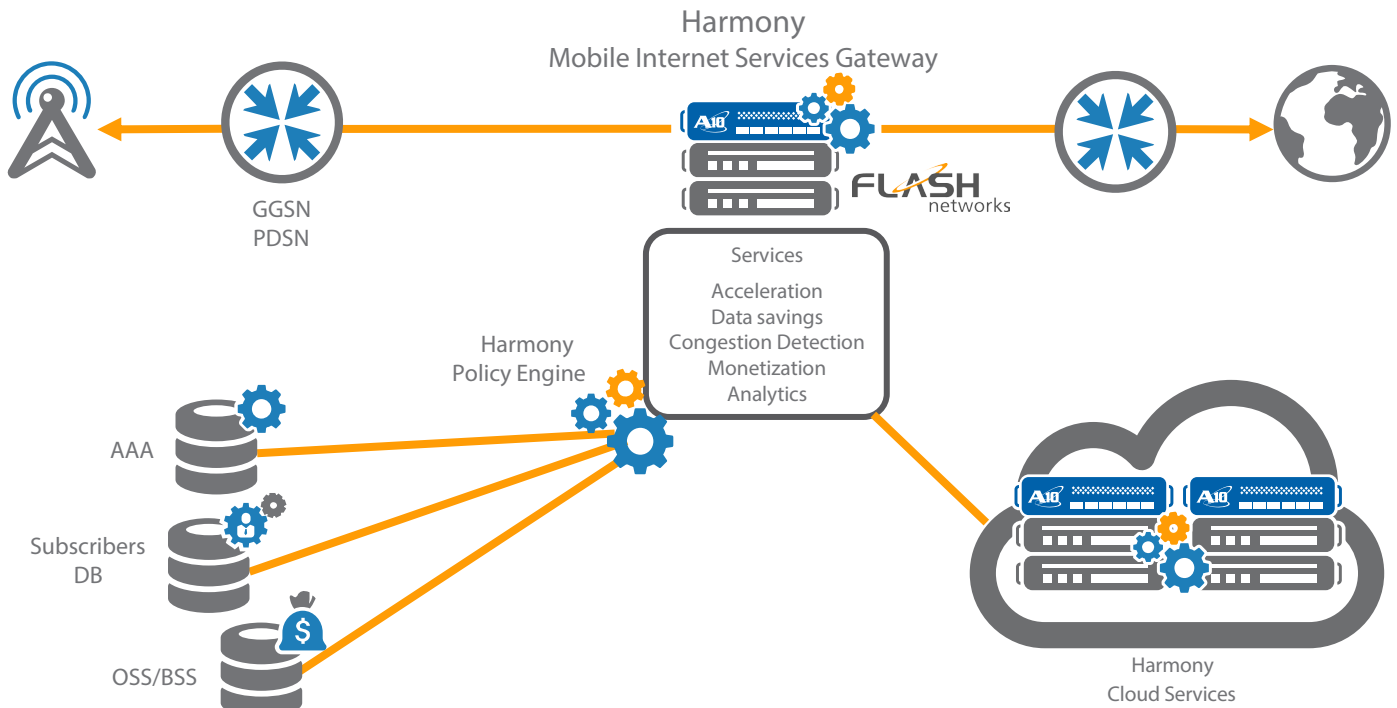 Harmony
Mobile Internet Services Gateway
A10
FLASH
networks
GGSN
PDSN
Services
Acceleration
Data savings
Congestion Detection
Monetization
Analytics
Harmony
Policy Engine
AAA
Subscribers
DB
$
OSS/BSS
A10
A10
Harmony
Cloud Services